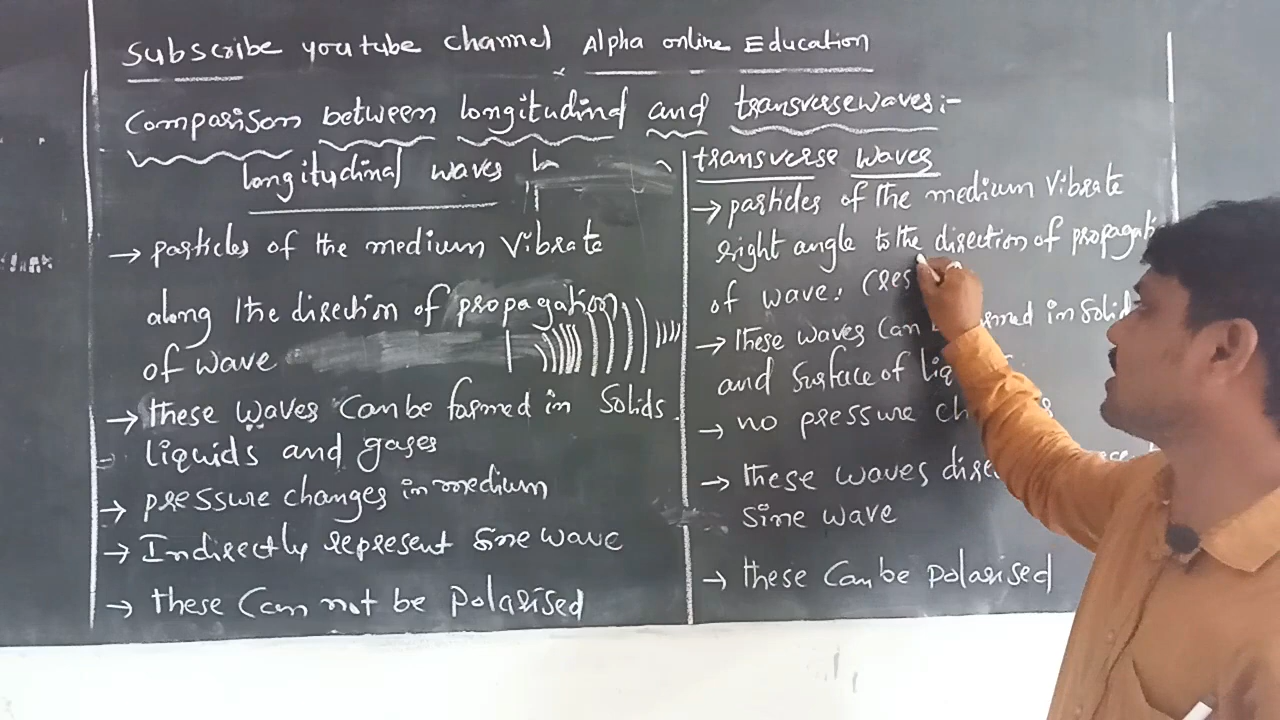 Subscribe youtube channel Alpha online Education
Comparison between longitudinal and transversewaves:-
longitudinal waves
→ particles of the medium Vibrate
along the direction of propagation
of wave
→ these waves Can be formed in Solids
liquids and gases
→ pressure changes in medium
→ Indirectly represent Sine wave
→ these Can not be polarised
transverse waves
→ particles of the medium Vibrate
right angle to the direction of propagati
of wave.
→ these waves Can in Solid
and Surface of
→ no pressure
→ these waves
Sine wave
→ these Can be polarised